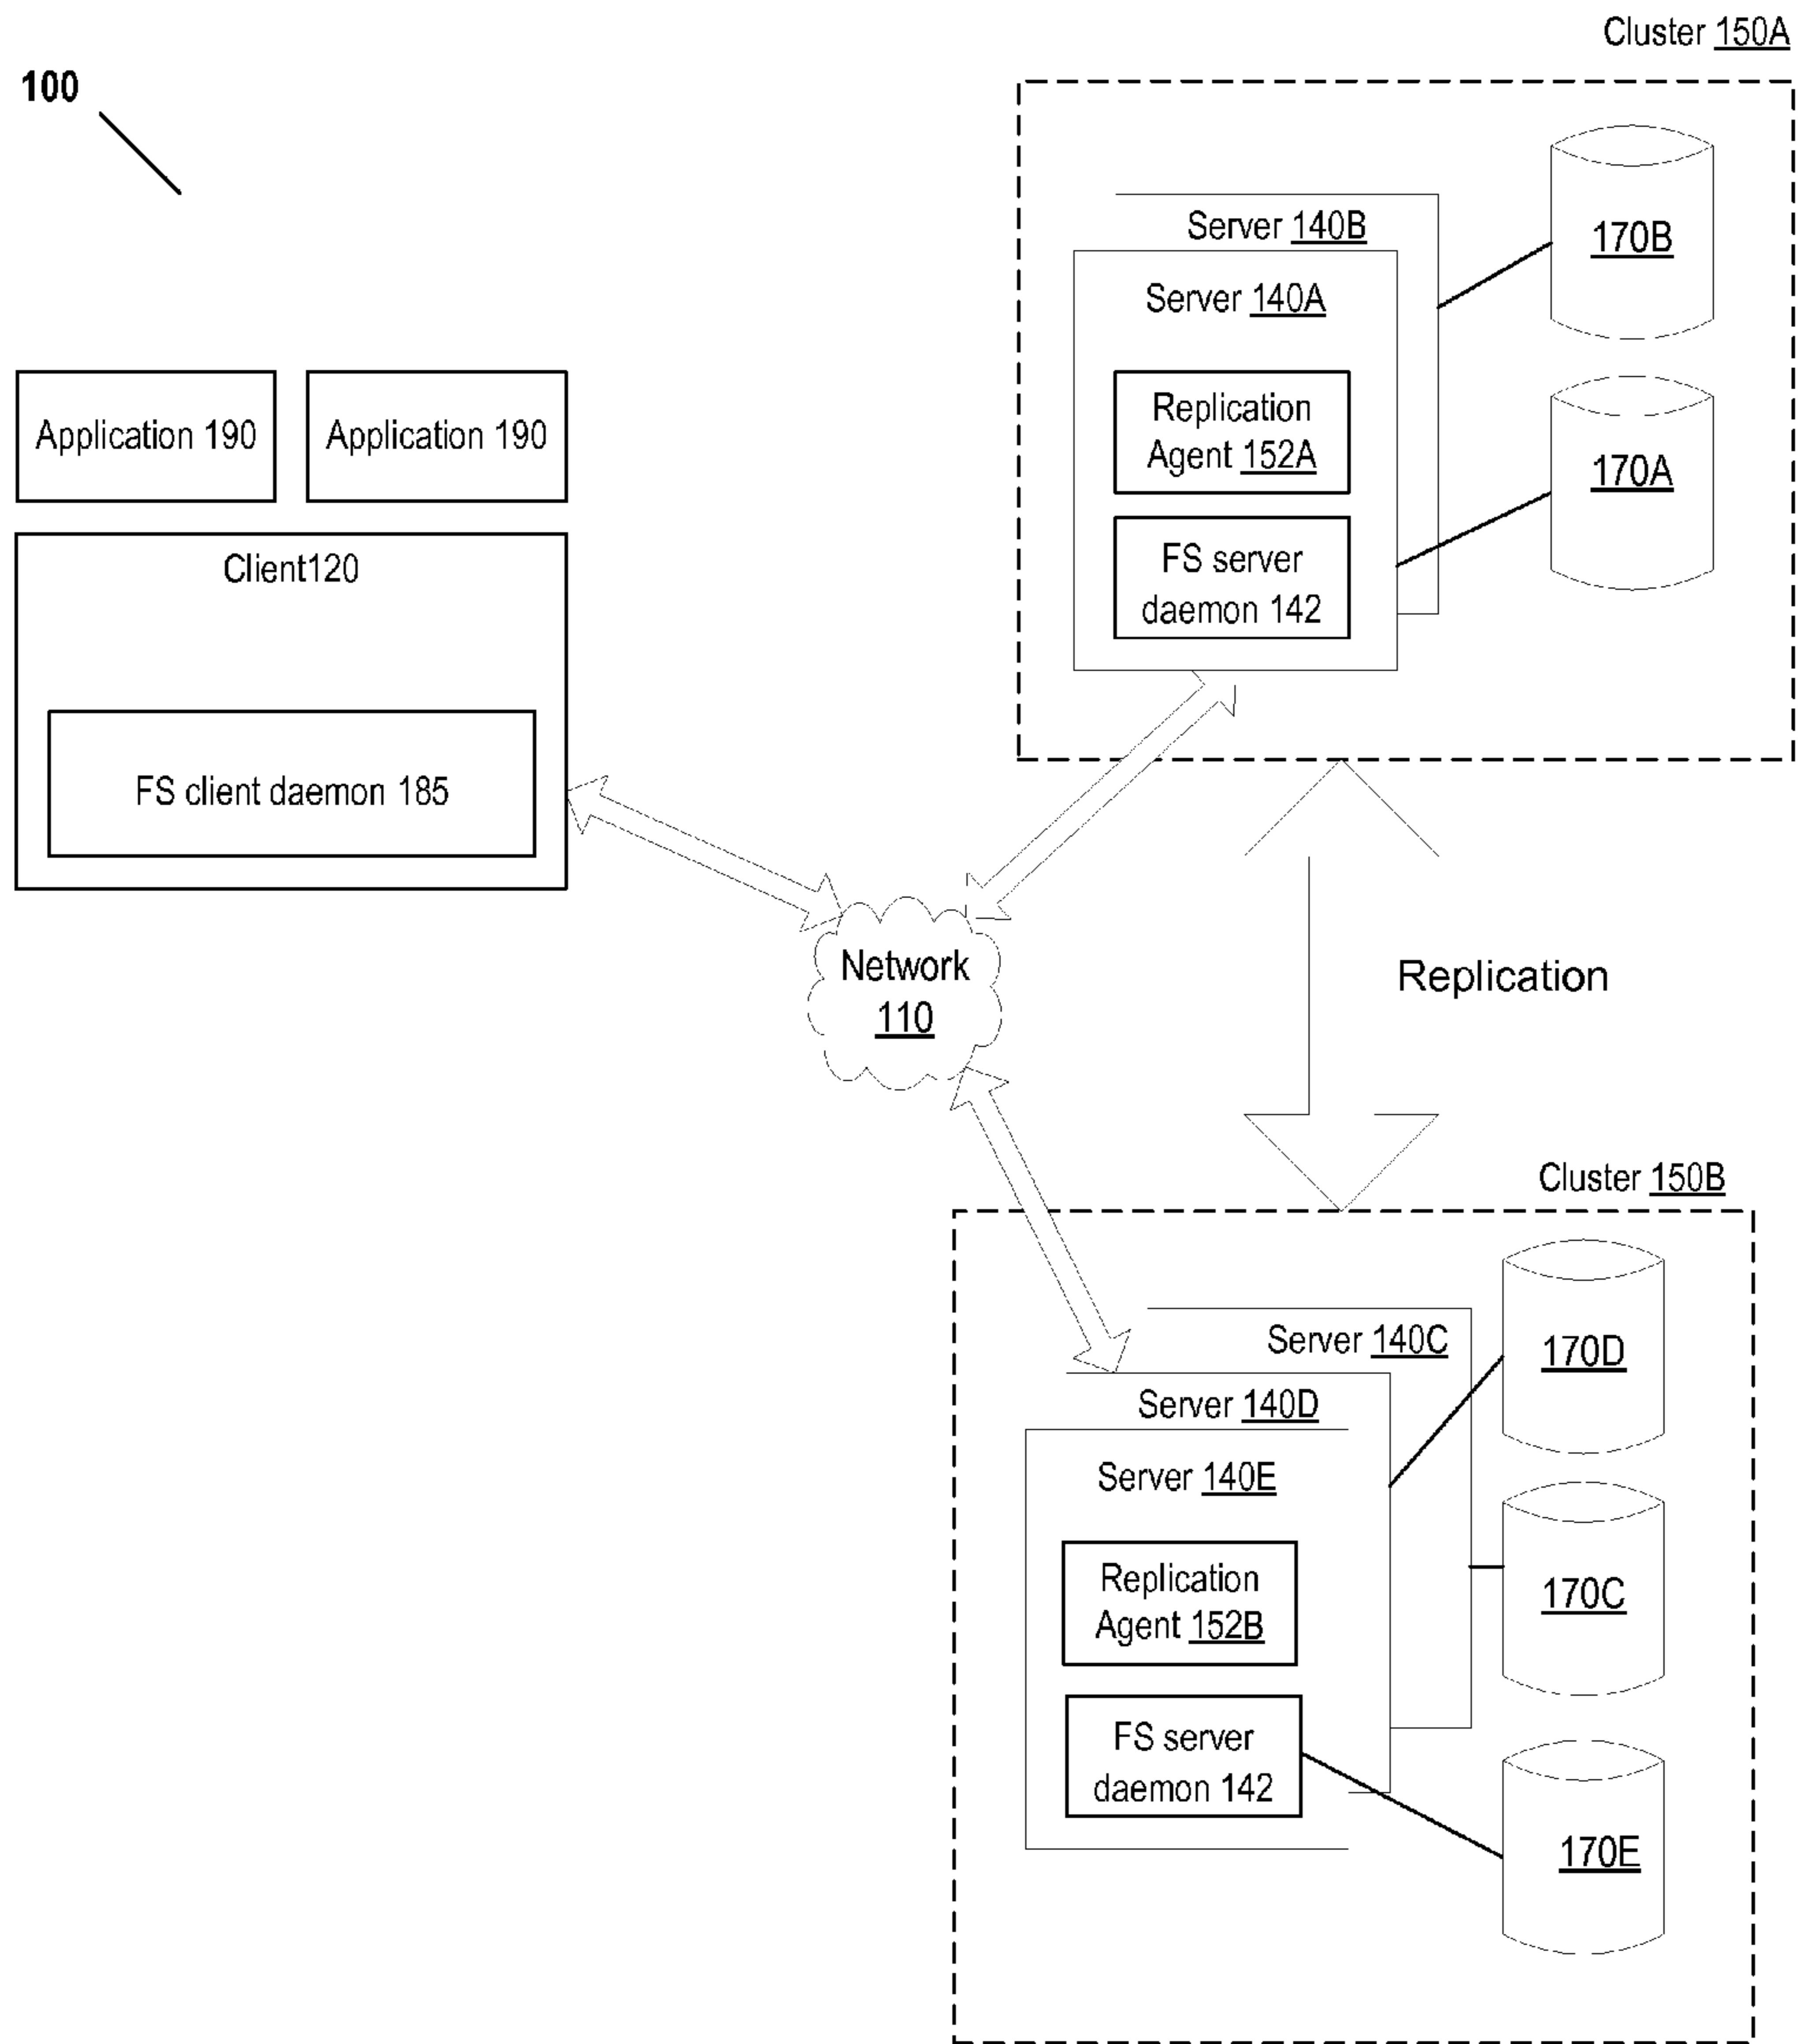 Cluster 150A
100
Server 140B
170B
Server 140A
Replication
Agent 152A
170A
FS server
daemon 142
Application 190
Application 190
Client120
FS client daemon 185
Network
110
Replication
Cluster 150B
Server 140C
170D
Server 140D
Server 140E
Replication
Agent 152B
170C
FS server
daemon 142
170E